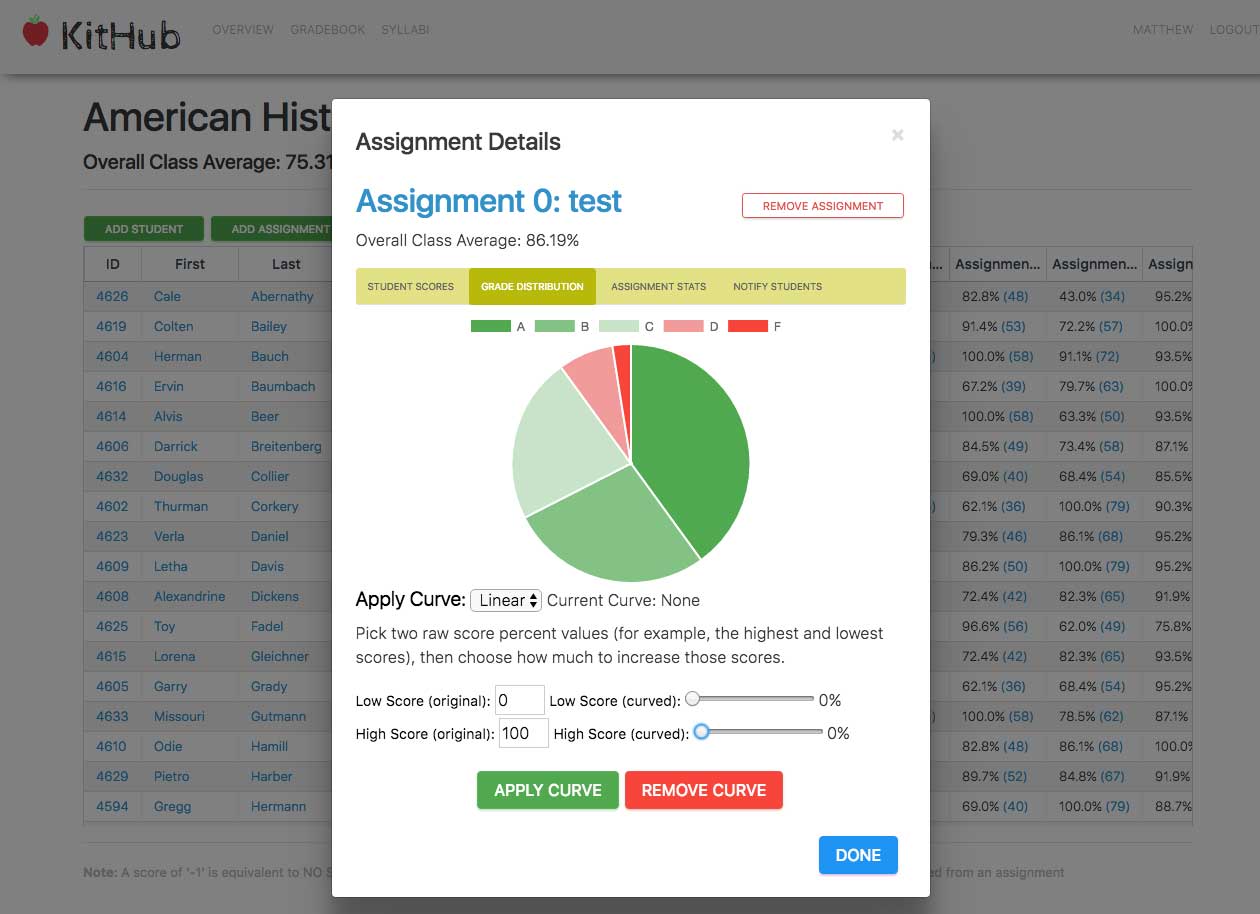 KitHub OVERVIEW GRADEBOOK SYLLABI MATTHEW LOGOUT
American Hist
Overall Class Average: 75.31
ADD STUDENT ADD ASSIGNMENT
Assignment Details ×
Assignment 0: test REMOVE ASSIGNMENT
Overall Class Average: 86.19%
STUDENT SCORES GRADE DISTRIBUTION ASSIGNMENT STATS NOTIFY STUDENTS
A B C D F
Apply Curve: Linear Current Curve: None
Pick two raw score percent values (for example, the highest and lowest
scores), then choose how much to increase those scores.
Low Score (original): 0 Low Score (curved): 0%
High Score (original): 100 High Score (curved): 0%
APPLY CURVE REMOVE CURVE
DONE
ID First Last ... Assignmen... Assignmen... Assign
4626 Cale Abernathy 82.8% (48) 43.0% (34) 95.2%
4619 Colten Bailey 91.4% (53) 72.2% (57) 100.0%
4604 Herman Bauch ) 100.0% (58) 91.1% (72) 93.5%
4616 Ervin Baumbach 67.2% (39) 79.7% (63) 100.0%
4614 Alvis Beer 100.0% (58) 63.3% (50) 93.5%
4606 Darrick Breitenberg 84.5% (49) 73.4% (58) 87.1%
4632 Douglas Collier 69.0% (40) 68.4% (54) 85.5%
4602 Thurman Corkery ) 62.1% (36) 100.0% (79) 90.3%
4623 Verla Daniel 79.3% (46) 86.1% (68) 95.2%
4609 Letha Davis 86.2% (50) 100.0% (79) 95.2%
4608 Alexandrine Dickens 72.4% (42) 82.3% (65) 91.9%
4625 Toy Fadel 96.6% (56) 62.0% (49) 75.8%
4615 Lorena Gleichner 72.4% (42) 82.3% (65) 93.5%
4605 Garry Grady 62.1% (36) 68.4% (54) 95.2%
4633 Missouri Gutmann ) 100.0% (58) 78.5% (62) 87.1%
4610 Odie Hamill 82.8% (48) 86.1% (68) 100.0%
4629 Pietro Harber 89.7% (52) 84.8% (67) 91.9%
4594 Gregg Hermann 69.0% (40) 100.0% (79) 88.7%
Note: A score of '-1' is equivalent to NO S ed from an assignment